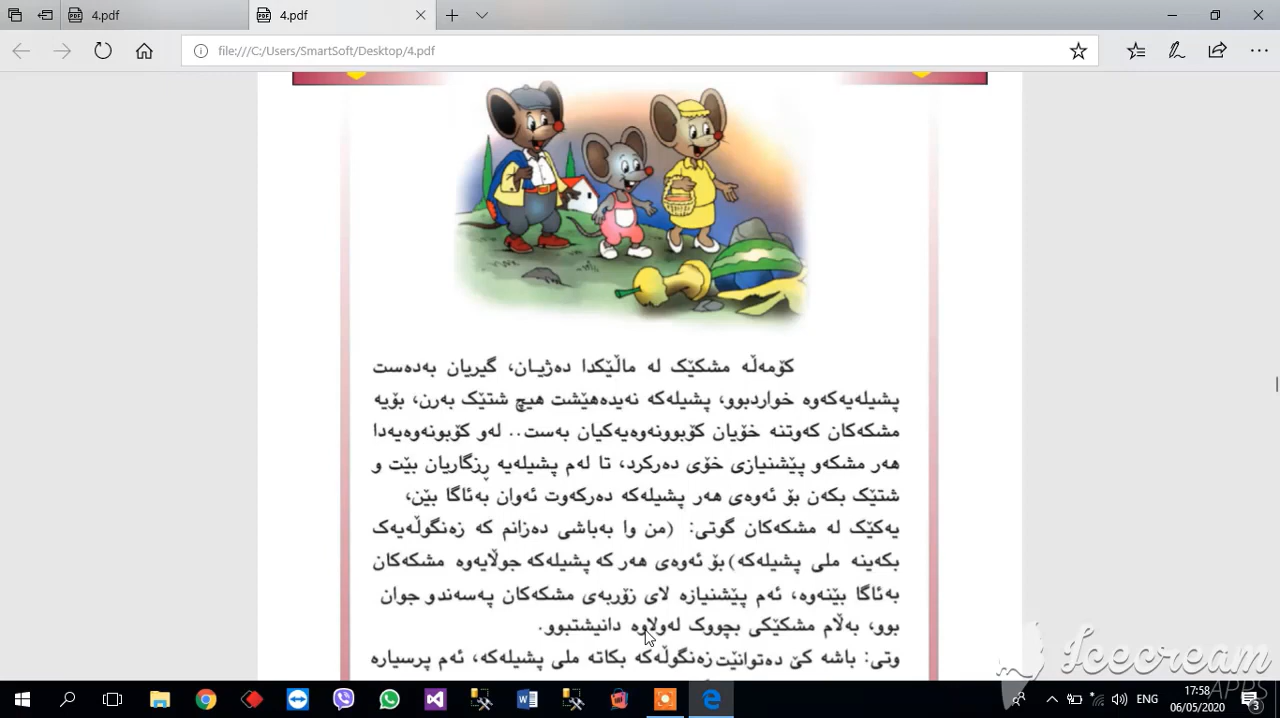 4.pdf
4.pdf
file:///C:/Users/SmartSoft/Desktop/4.pdf
کۆمەڵە مشکێک لە ماڵێکدا دەژیـان، گیریان بەدەست
پشیلەیەکەوە خواردبوو، پشیلەکە نەیدەهێشت هیچ شتێک بەرن، بۆیە
مشکەکان کەوتنە خۆیان کۆبوونەوەیەکیان بەست.. لەو کۆبونەوەیەدا
هەر مشکەو پێشنیازی خۆی دەرکرد، تا لەم پشیلەیە ڕزگاریان بێت و
شتێک بکەن بۆ ئەوەی هەر پشیلەکە دەرکەوت ئەوان بەئاگا بێن،
یەکێک لە مشکەکان گوتی: (من وا بەباشی دەزانم کە زەنگوڵەیەک
بکەینە ملی پشیلەکە) بۆ ئەوەی هەر کە پشیلەکە جوڵایەوە مشکەکان
بەئاگا بێنەوە، ئەم پێشنیازە لای زۆربەی مشکەکان پەسەندو جوان
بوو، بەڵام مشکێکی بچووک لەولاوە دانیشتبوو.
وتی: باشە کێ دەتوانێت زەنگوڵەکە بکاتە ملی پشیلەکە، ئەم پرسیارە
Icecream
APPS
ENG
17:58
06/05/2020
3